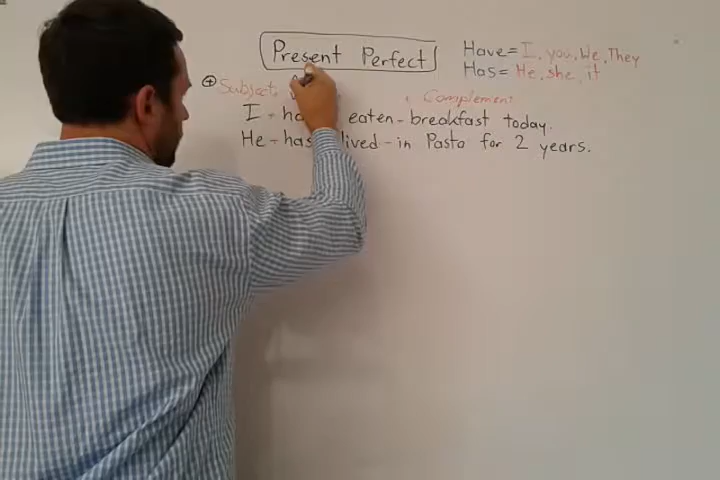 Present Perfect
Have = I, you, We, They
Has = He, she, it
+ Subject + Complement
I - eaten - breakfast today.
He - has lived - in Pasto for 2 years.